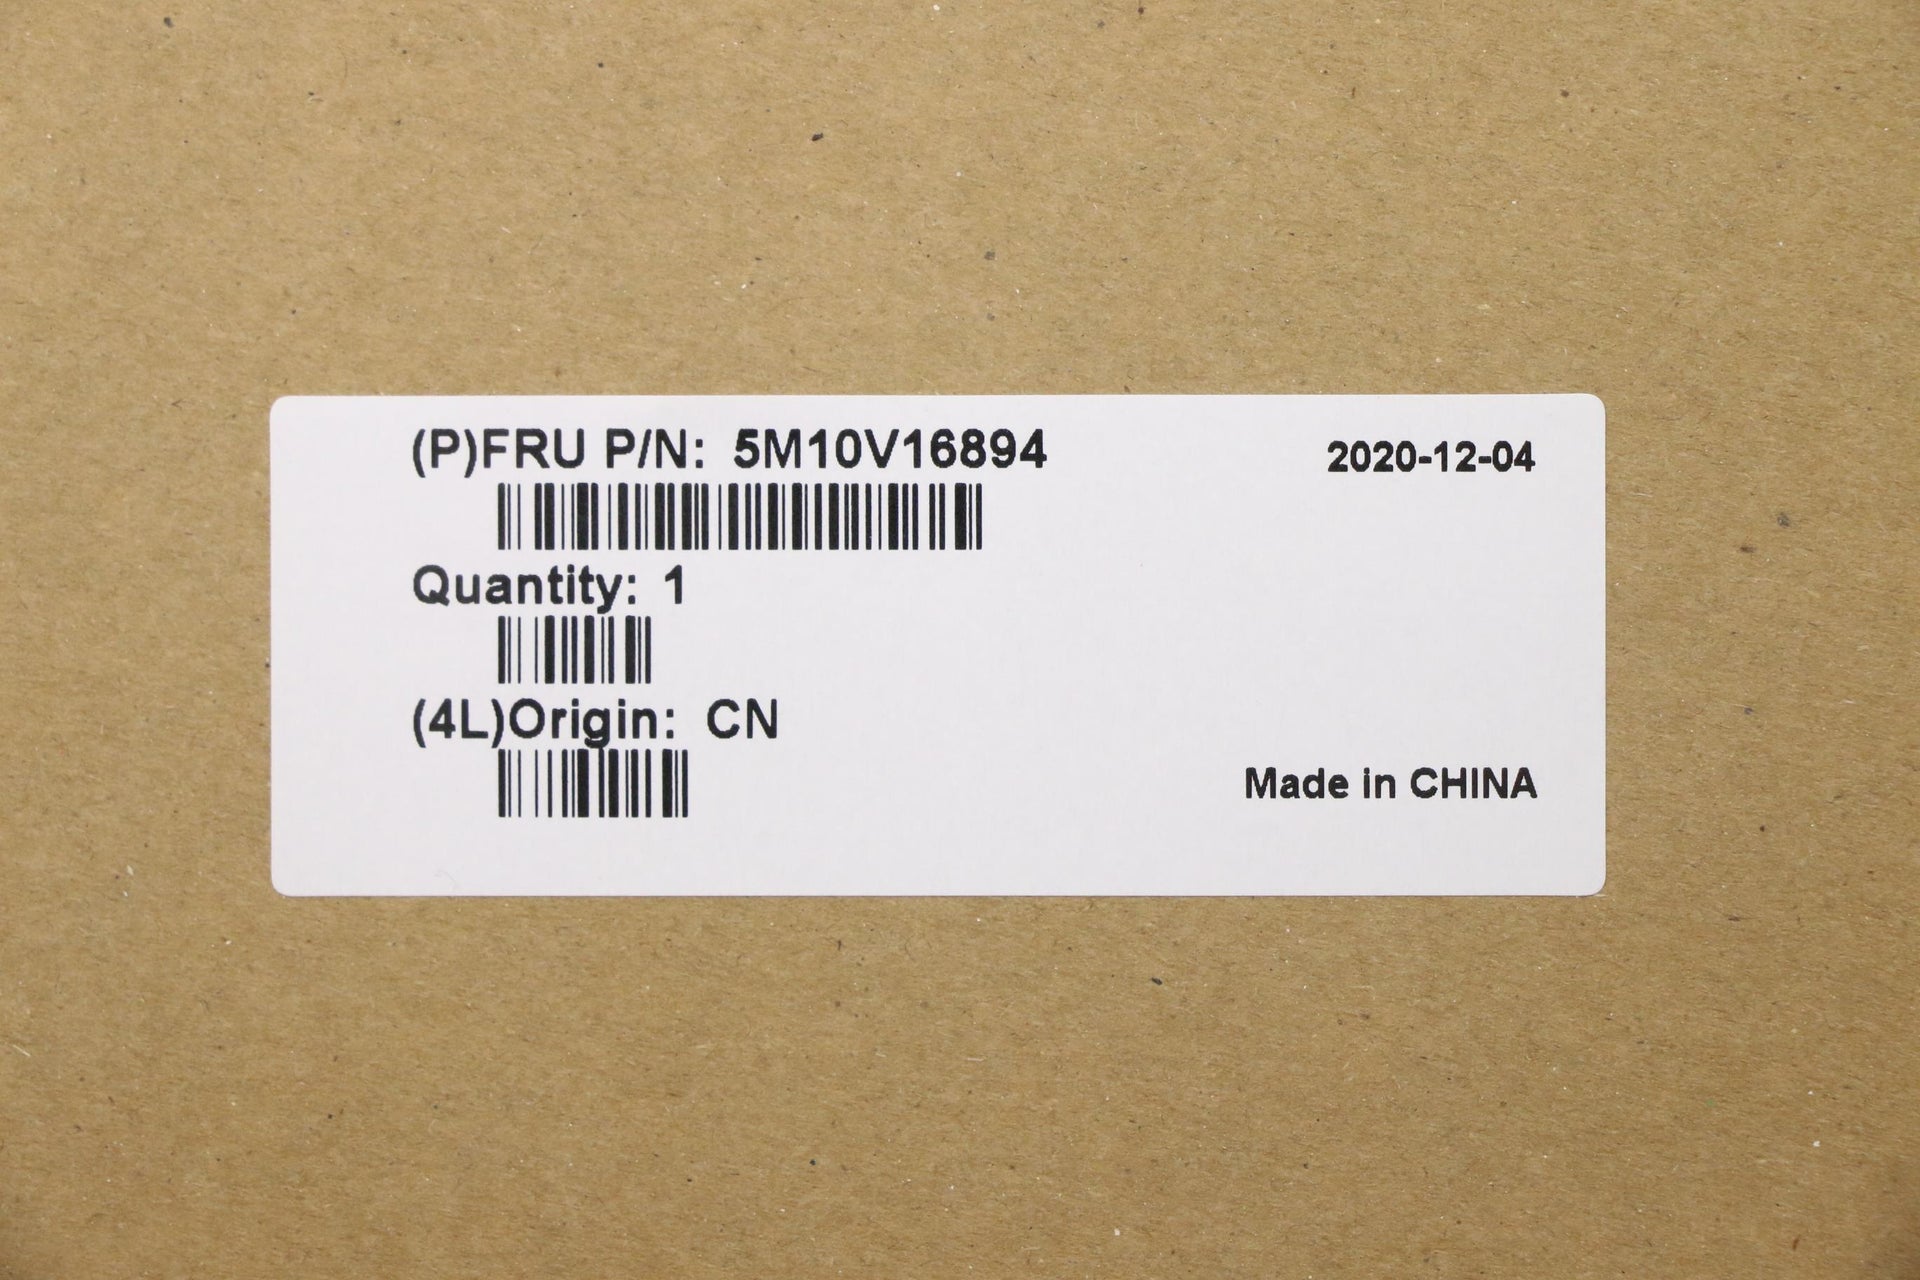 (P)FRU P/N: 5M10V16894
2020-12-04
Quantity: 1
(4L)Origin: CN
Made in CHINA